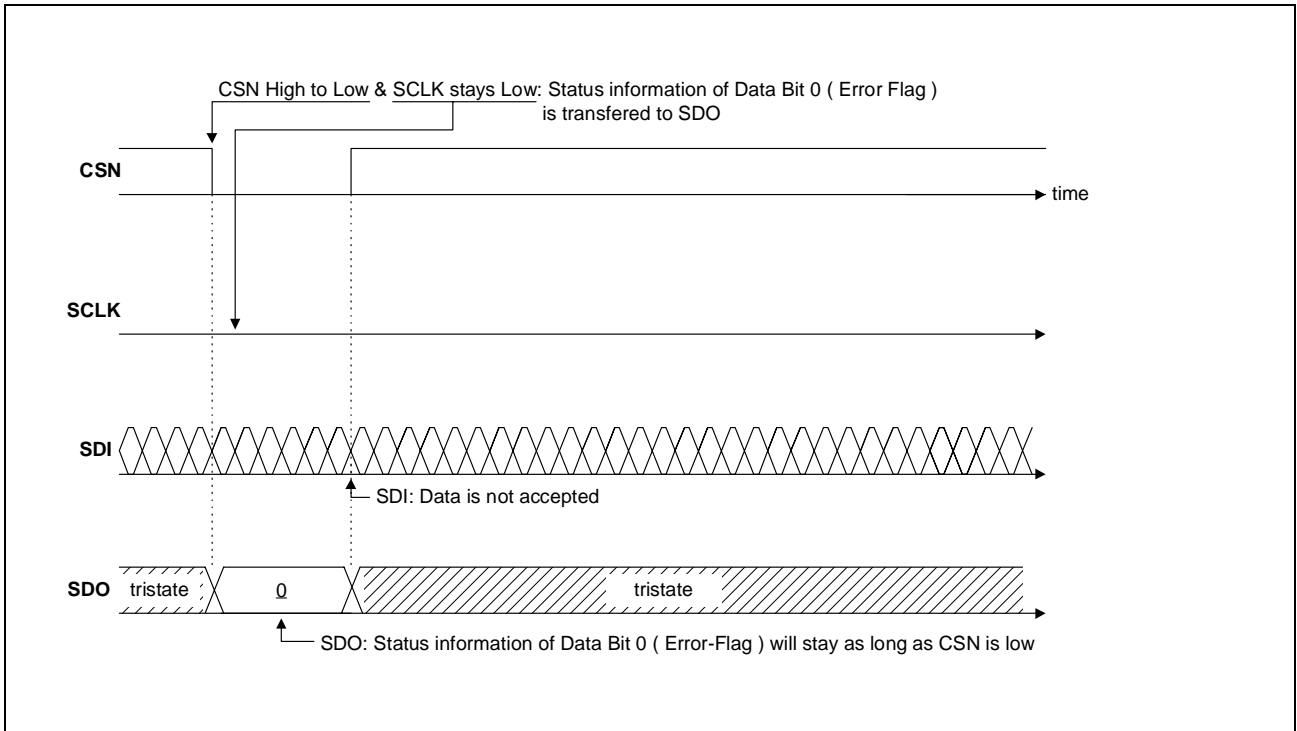 CSN High to Low & SCLK stays Low: Status information of Data Bit 0 ( Error Flag )
is transfered to SDO
CSN
time
SCLK
SDI
SDI: Data is not accepted
SDO tristate 0 tristate
SDO: Status information of Data Bit 0 ( Error-Flag ) will stay as long as CSN is low